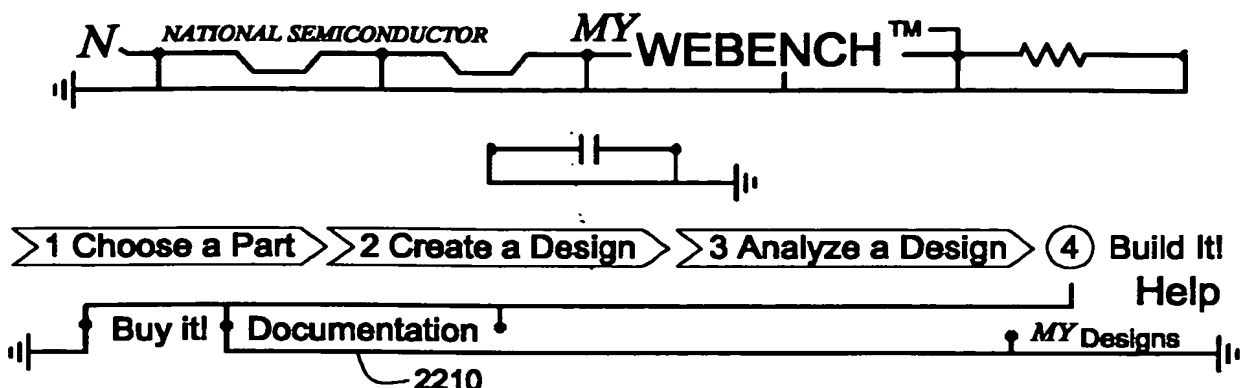 N NATIONAL SEMICONDUCTOR MY WEBENCH™
1 Choose a Part 2 Create a Design 3 Analyze a Design 4 Build It!
Help
Buy it! Documentation MY Designs
2210